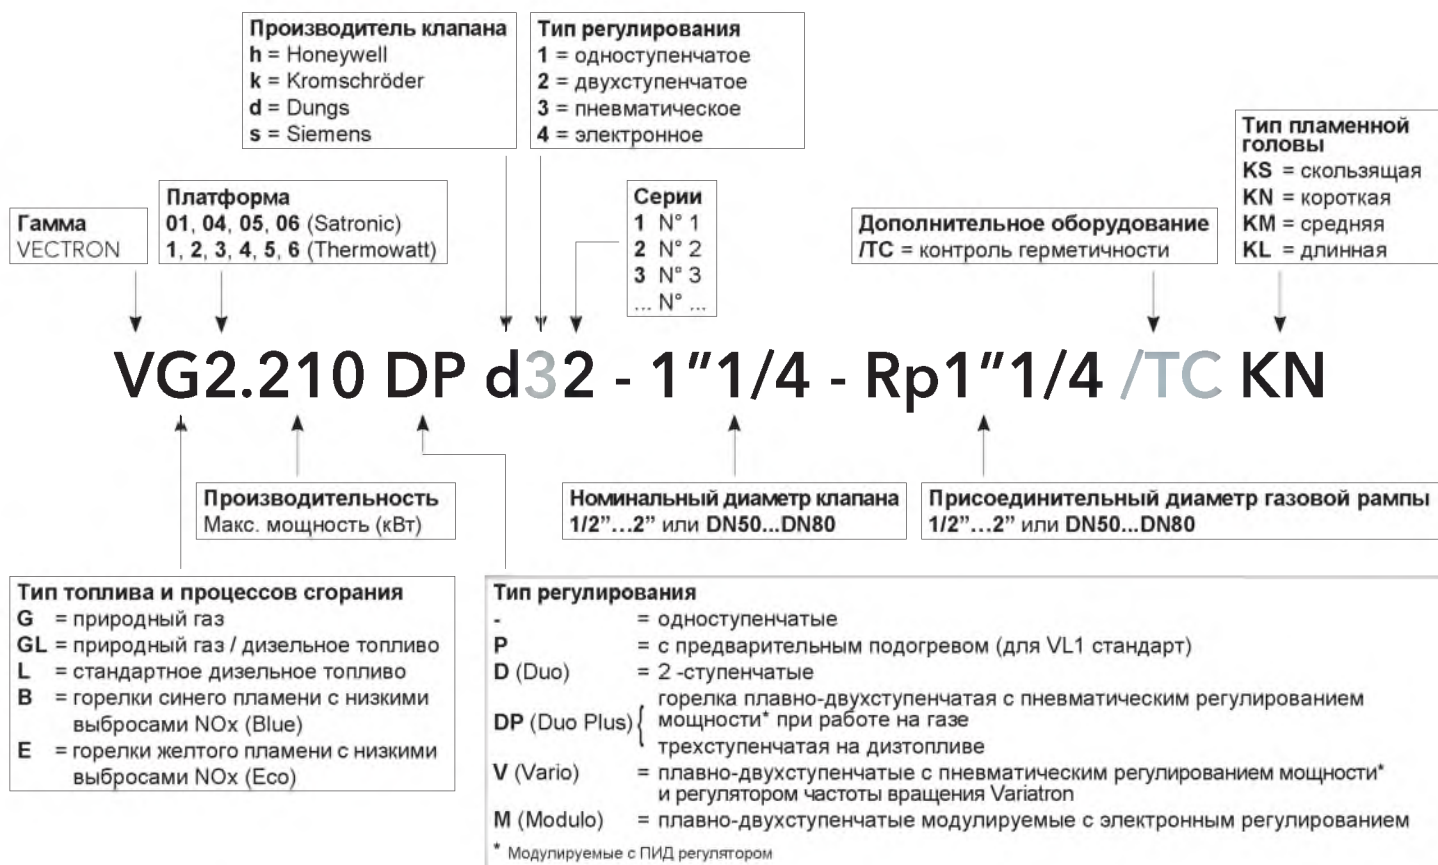 Производитель клапана
h = Honeywell
k = Kromschröder
d = Dungs
s = Siemens
Тип регулирования
1 = одноступенчатое
2 = двухступенчатое
3 = пневматическое
4 = электронное
Тип пламенной
головы
KS = скользящая
KN = короткая
KM = средняя
KL = длинная
Гамма
VECTRON
Платформа
01, 04, 05, 06 (Satronic)
1, 2, 3, 4, 5, 6 (Thermowatt)
Серии
1 N° 1
2 N° 2
3 N° 3
... N° ...
Дополнительное оборудование
/TC = контроль герметичности
VG2.210 DP d32 - 1"1/4 - Rp1"1/4 /TC KN
Производительность
Макс. мощность (кВт)
Номинальный диаметр клапана
1/2”...2” или DN50...DN80
Присоединительный диаметр газовой рампы
1/2”...2” или DN50...DN80
Тип топлива и процессов сгорания
G = природный газ
GL = природный газ / дизельное топливо
L = стандартное дизельное топливо
B = горелки синего пламени с низкими
выбросами NOx (Blue)
E = горелки желтого пламени с низкими
выбросами NOx (Eco)
Тип регулирования
- = одноступенчатые
P = с предварительным подогревом (для VL1 стандарт)
D (Duo) = 2 -ступенчатые
горелка плавно-двухступенчатая с пневматическим регулированием
DP (Duo Plus) { мощности* при работе на газе
трехступенчатая на дизтопливе
V (Vario) = плавно-двухступенчатые с пневматическим регулированием мощности*
и регулятором частоты вращения Variatron
M (Modulo) = плавно-двухступенчатые модулируемые с электронным регулированием
* Модулируемые с ПИД регулятором